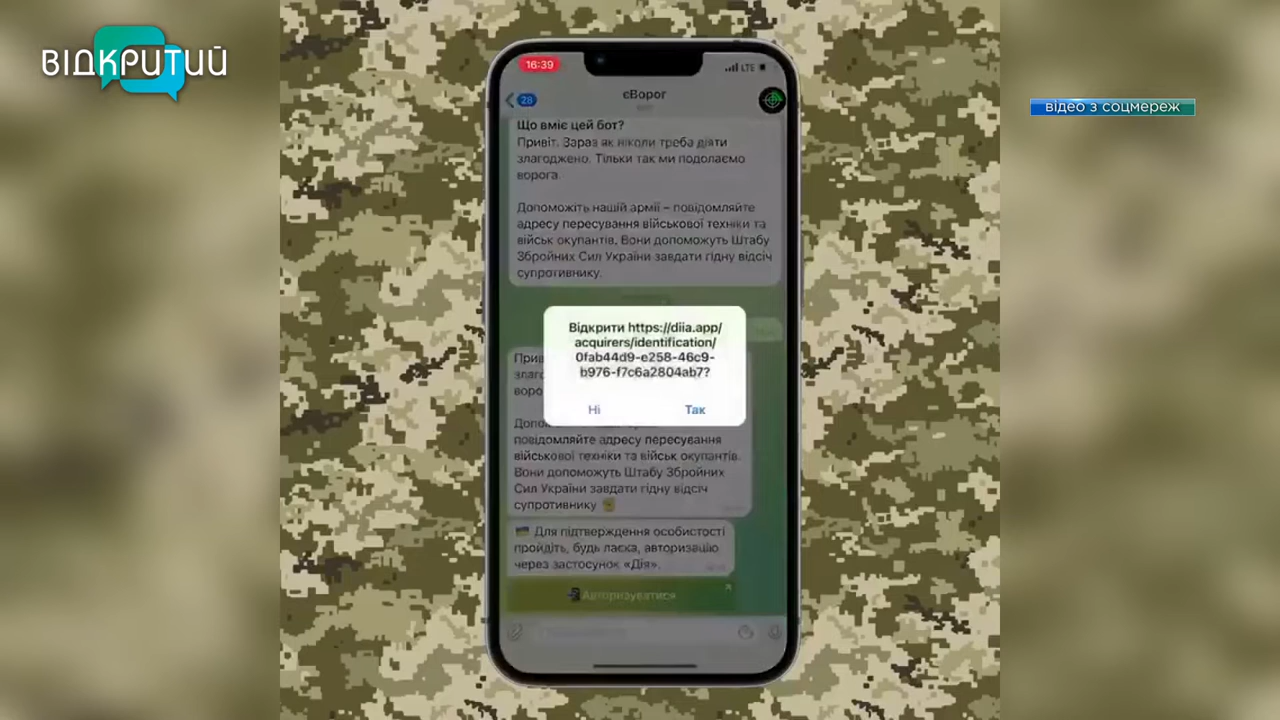 ВІДКРИТИЙ
відео з соцмереж
16:39
LTE
28
єВорог
Що вміє цей бот?
Привіт. Зараз як ніколи треба діяти
злагоджено. Тільки так ми подолаємо
ворога.
Допоможіть нашій армії – повідомляйте
адресу пересування військової техніки та
військ окупантів. Вони допоможуть Штабу
Збройних Сил України завдати гідну відсіч
супротивнику.
Відкрити https://diia.app/
acquirers/identification/
0fab44d9-e258-46c9-
b976-f7c6a2804ab7?
Ні
Так
повідомляйте адресу пересування
військової техніки та військ окупантів.
Вони допоможуть Штабу Збройних
Сил України завдати гідну відсіч
супротивнику
Для підтвердження особистості
пройдіть, будь ласка, авторизацію
через застосунок «Дія».
Авторизуватися